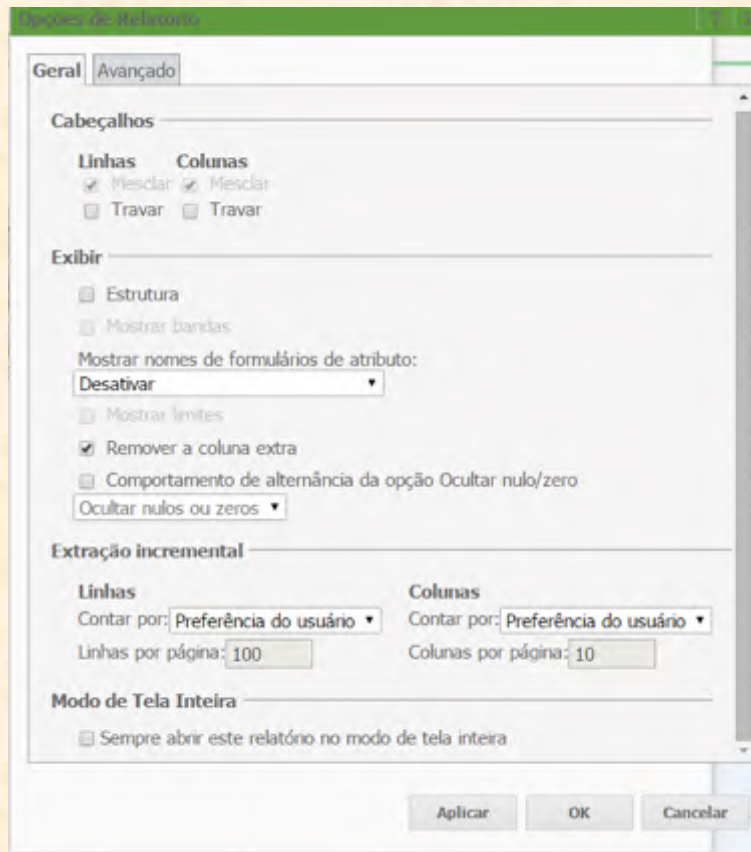 Opções de Relatório
?
Geral Avançado
Cabeçalhos
Linhas Colunas
Mesclar Mesclar
Travar Travar
Exibir
Estrutura
Mostrar bandas
Mostrar nomes de formulários de atributo:
Desativar
Mostrar limites
Remover a coluna extra
Comportamento de alternância da opção Ocultar nulo/zero
Ocultar nulos ou zeros
Extração incremental
Linhas Colunas
Contar por: Preferência do usuário Contar por: Preferência do usuário
Linhas por página: 100 Colunas por página: 10
Modo de Tela Inteira
Sempre abrir este relatório no modo de tela inteira
Aplicar OK Cancelar